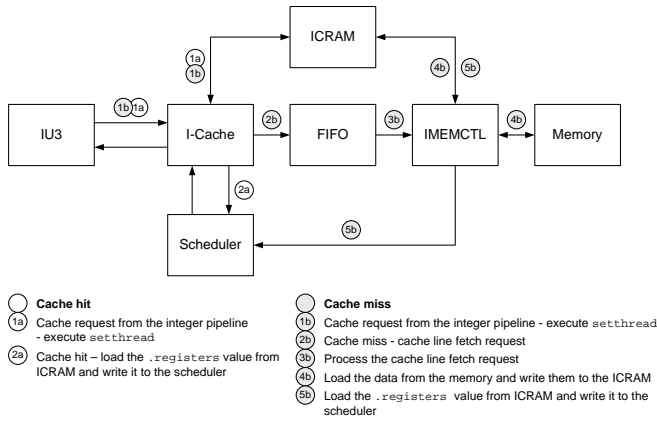 ICRAM
1a
1b
4b
5b
1b
1a
2b
3b
4b
IU3
I-Cache
FIFO
IMEMCTL
Memory
2a
Scheduler
5b
Cache hit
1a Cache request from the integer pipeline
- execute setthread
2a Cache hit – load the .registers value from
ICRAM and write it to the scheduler
Cache miss
1b Cache request from the integer pipeline - execute setthread
2b Cache miss - cache line fetch request
3b Process the cache line fetch request
4b Load the data from the memory and write them to the ICRAM
5b Load the .registers value from ICRAM and write it to the
scheduler